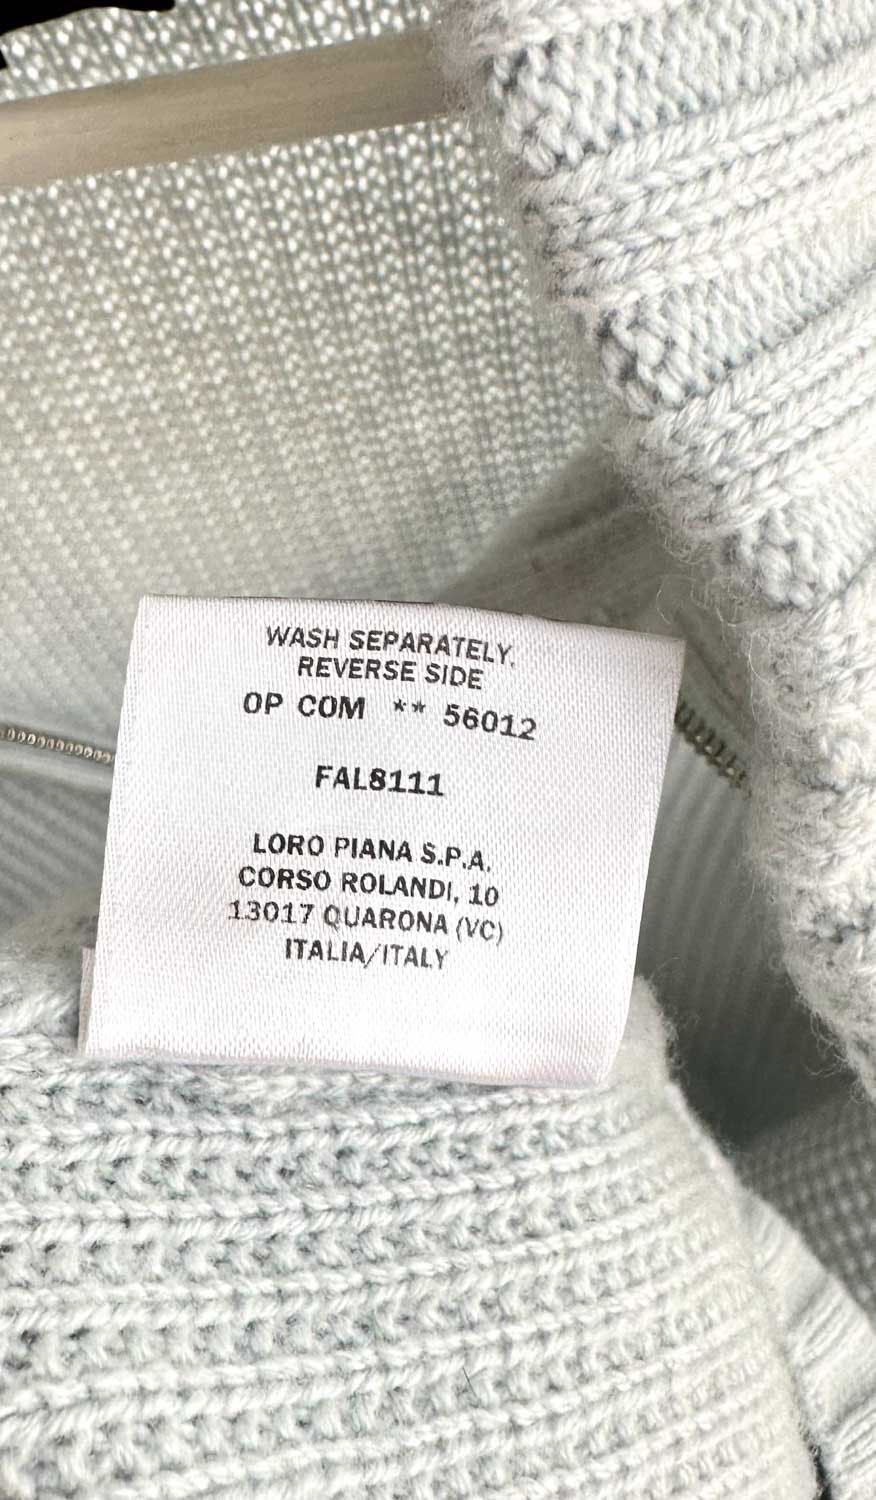 WASH SEPARATELY.
REVERSE SIDE
OP COM ** 56012
FAL8111
LORO PIANA S.P.A.
CORSO ROLANDI, 10
13017 QUARONA (VC)
ITALIA/ITALY